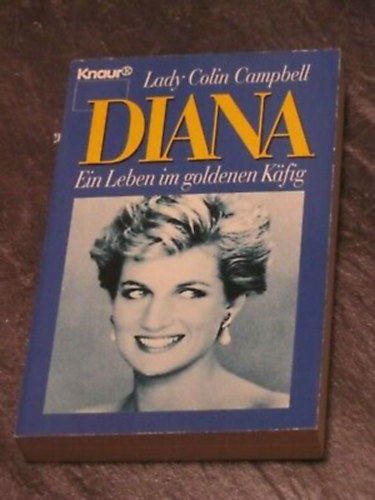 Knaur®
Lady Colin Campbell
DIANA
Ein Leben im goldenen Käfig